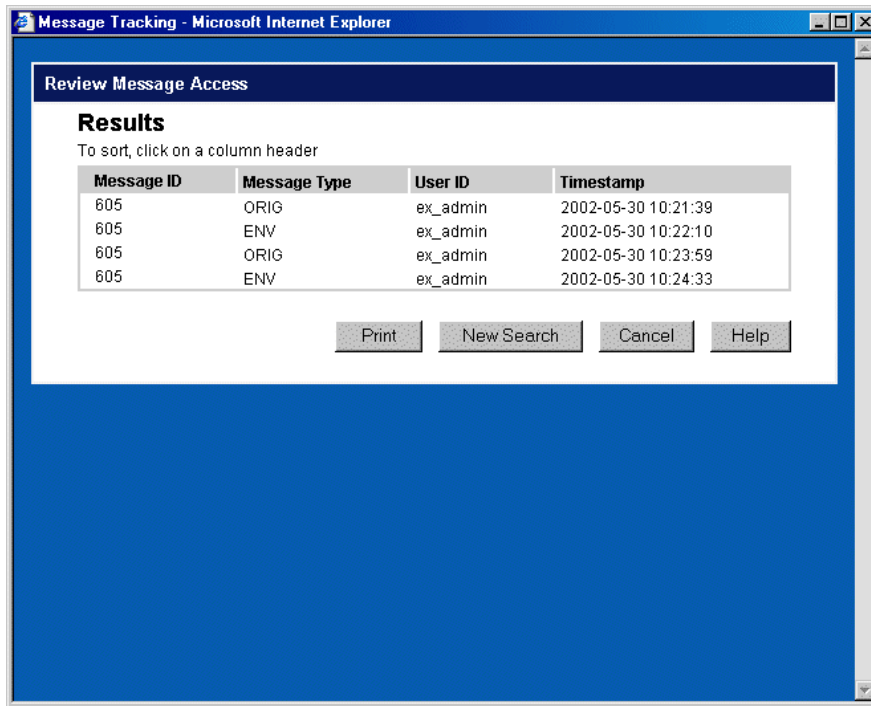 Message Tracking - Microsoft Internet Explorer
Review Message Access
Results
To sort, click on a column header
Message ID Message Type User ID Timestamp
605 ORIG ex_admin 2002-05-30 10:21:39
605 ENV ex_admin 2002-05-30 10:22:10
605 ORIG ex_admin 2002-05-30 10:23:59
605 ENV ex_admin 2002-05-30 10:24:33
Print New Search Cancel Help